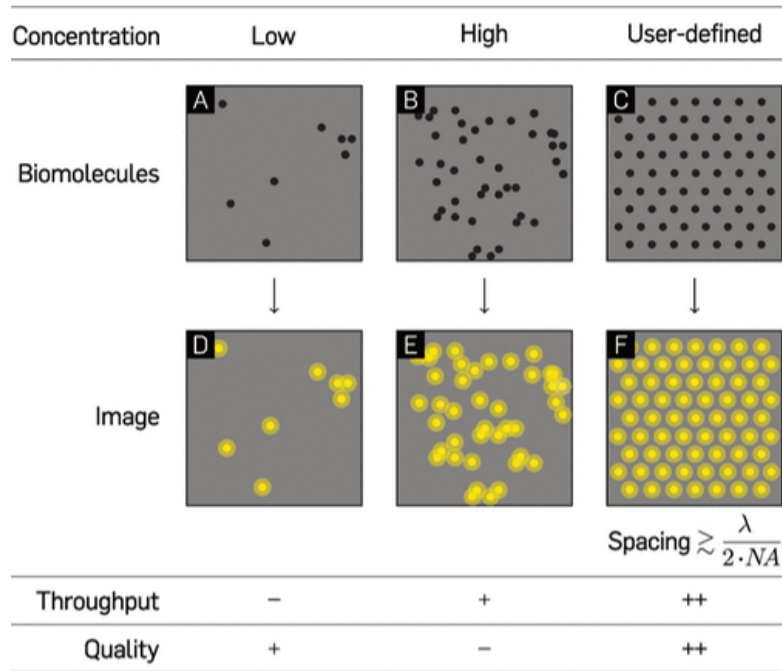 Concentration Low High User-defined
A B C
Biomolecules
↓ ↓ ↓
D E F
Image
Spacing ≳ λ / 2·NA
Throughput − + ++
Quality + − ++